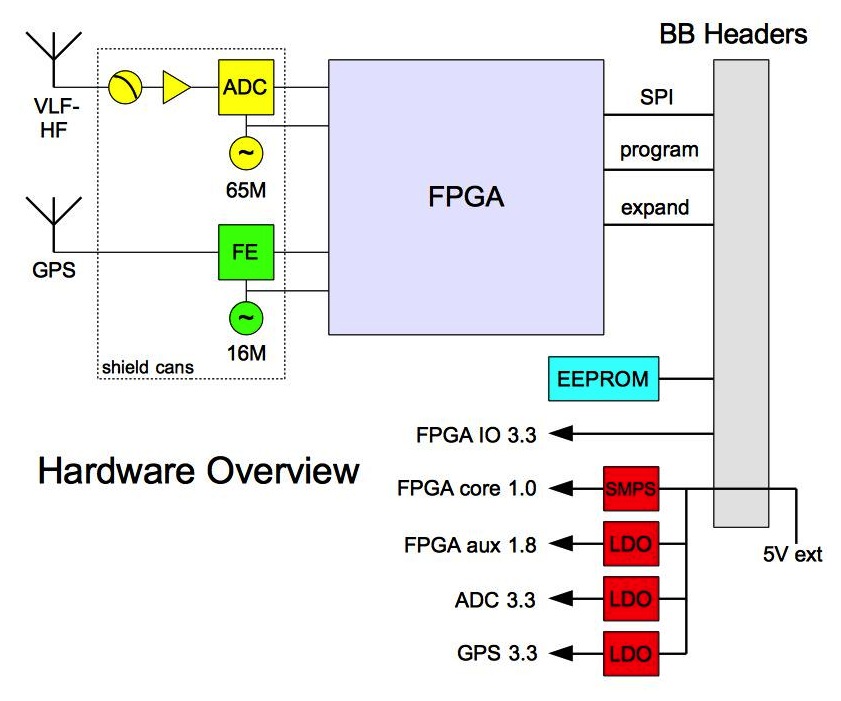 BB Headers
VLF-
HF
ADC
65M
FPGA
SPI
program
expand
GPS
FE
16M
shield cans
EEPROM
FPGA IO 3.3
Hardware Overview
FPGA core 1.0
SMPS
FPGA aux 1.8
LDO
5V ext
ADC 3.3
LDO
GPS 3.3
LDO